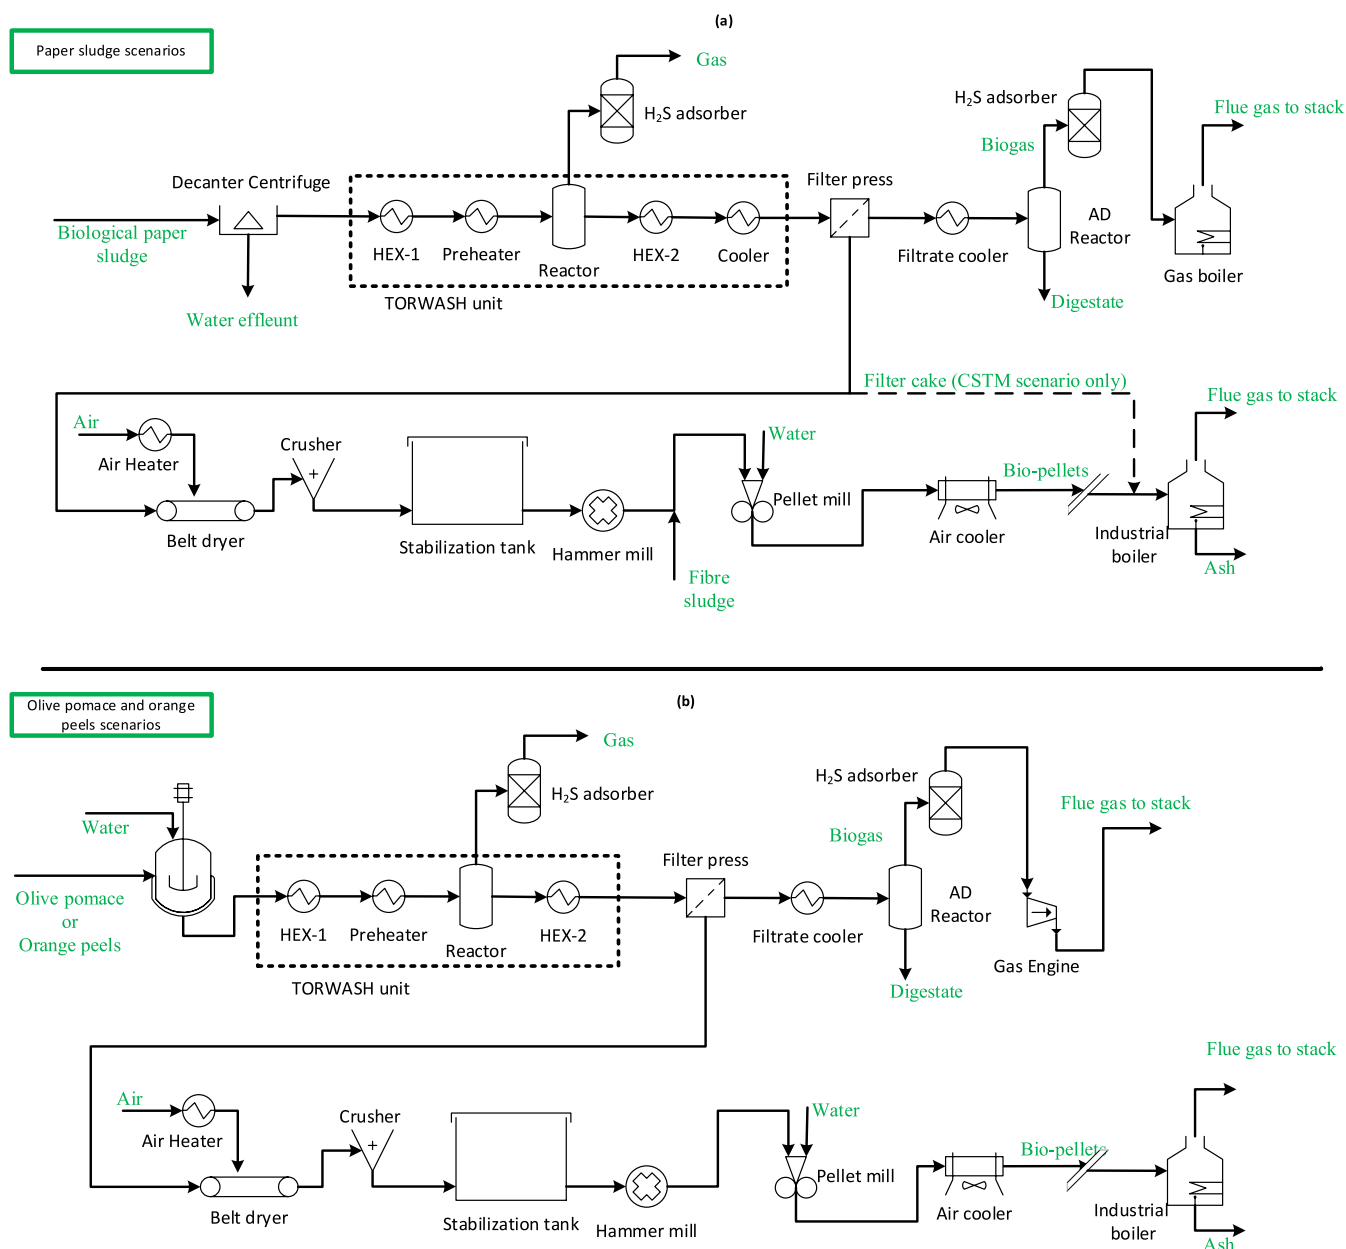 (a)
Paper sludge scenarios
Gas
H₂S adsorber
H₂S adsorber
Flue gas to stack
Biogas
Decanter Centrifuge
Filter press
Biological paper
sludge
HEX-1
Preheater
Reactor
HEX-2
Cooler
Filtrate cooler
AD
Reactor
Gas boiler
TORWASH unit
Digestate
Water effleunt
Filter cake (CSTM scenario only)
Flue gas to stack
Air
Air Heater
Crusher
Water
Bio-pellets
Pellet mill
Belt dryer
Stabilization tank
Hammer mill
Air cooler
Industrial
boiler
Ash
Fibre
sludge
(b)
Olive pomace and orange
peels scenarios
Gas
H₂S adsorber
H₂S adsorber
Flue gas to stack
Water
Biogas
Filter press
Olive pomace
or
Orange peels
HEX-1
Preheater
Reactor
HEX-2
Filtrate cooler
AD
Reactor
Gas Engine
TORWASH unit
Digestate
Flue gas to stack
Air
Air Heater
Crusher
Water
Bio-pellets
Pellet mill
Belt dryer
Stabilization tank
Hammer mill
Air cooler
Industrial
boiler
Ash